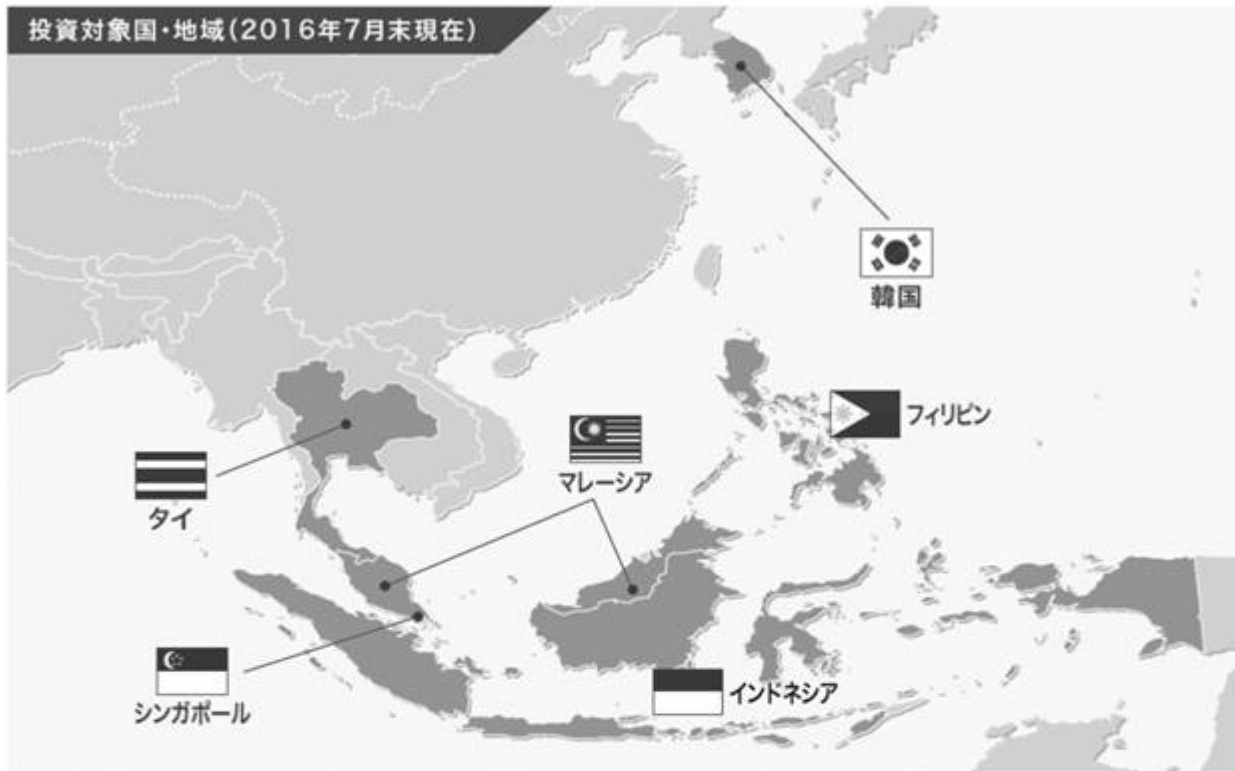 投資対象国・地域(2016年7月末現在)
韓国
フィリピン
マレーシア
タイ
シンガポール
インドネシア